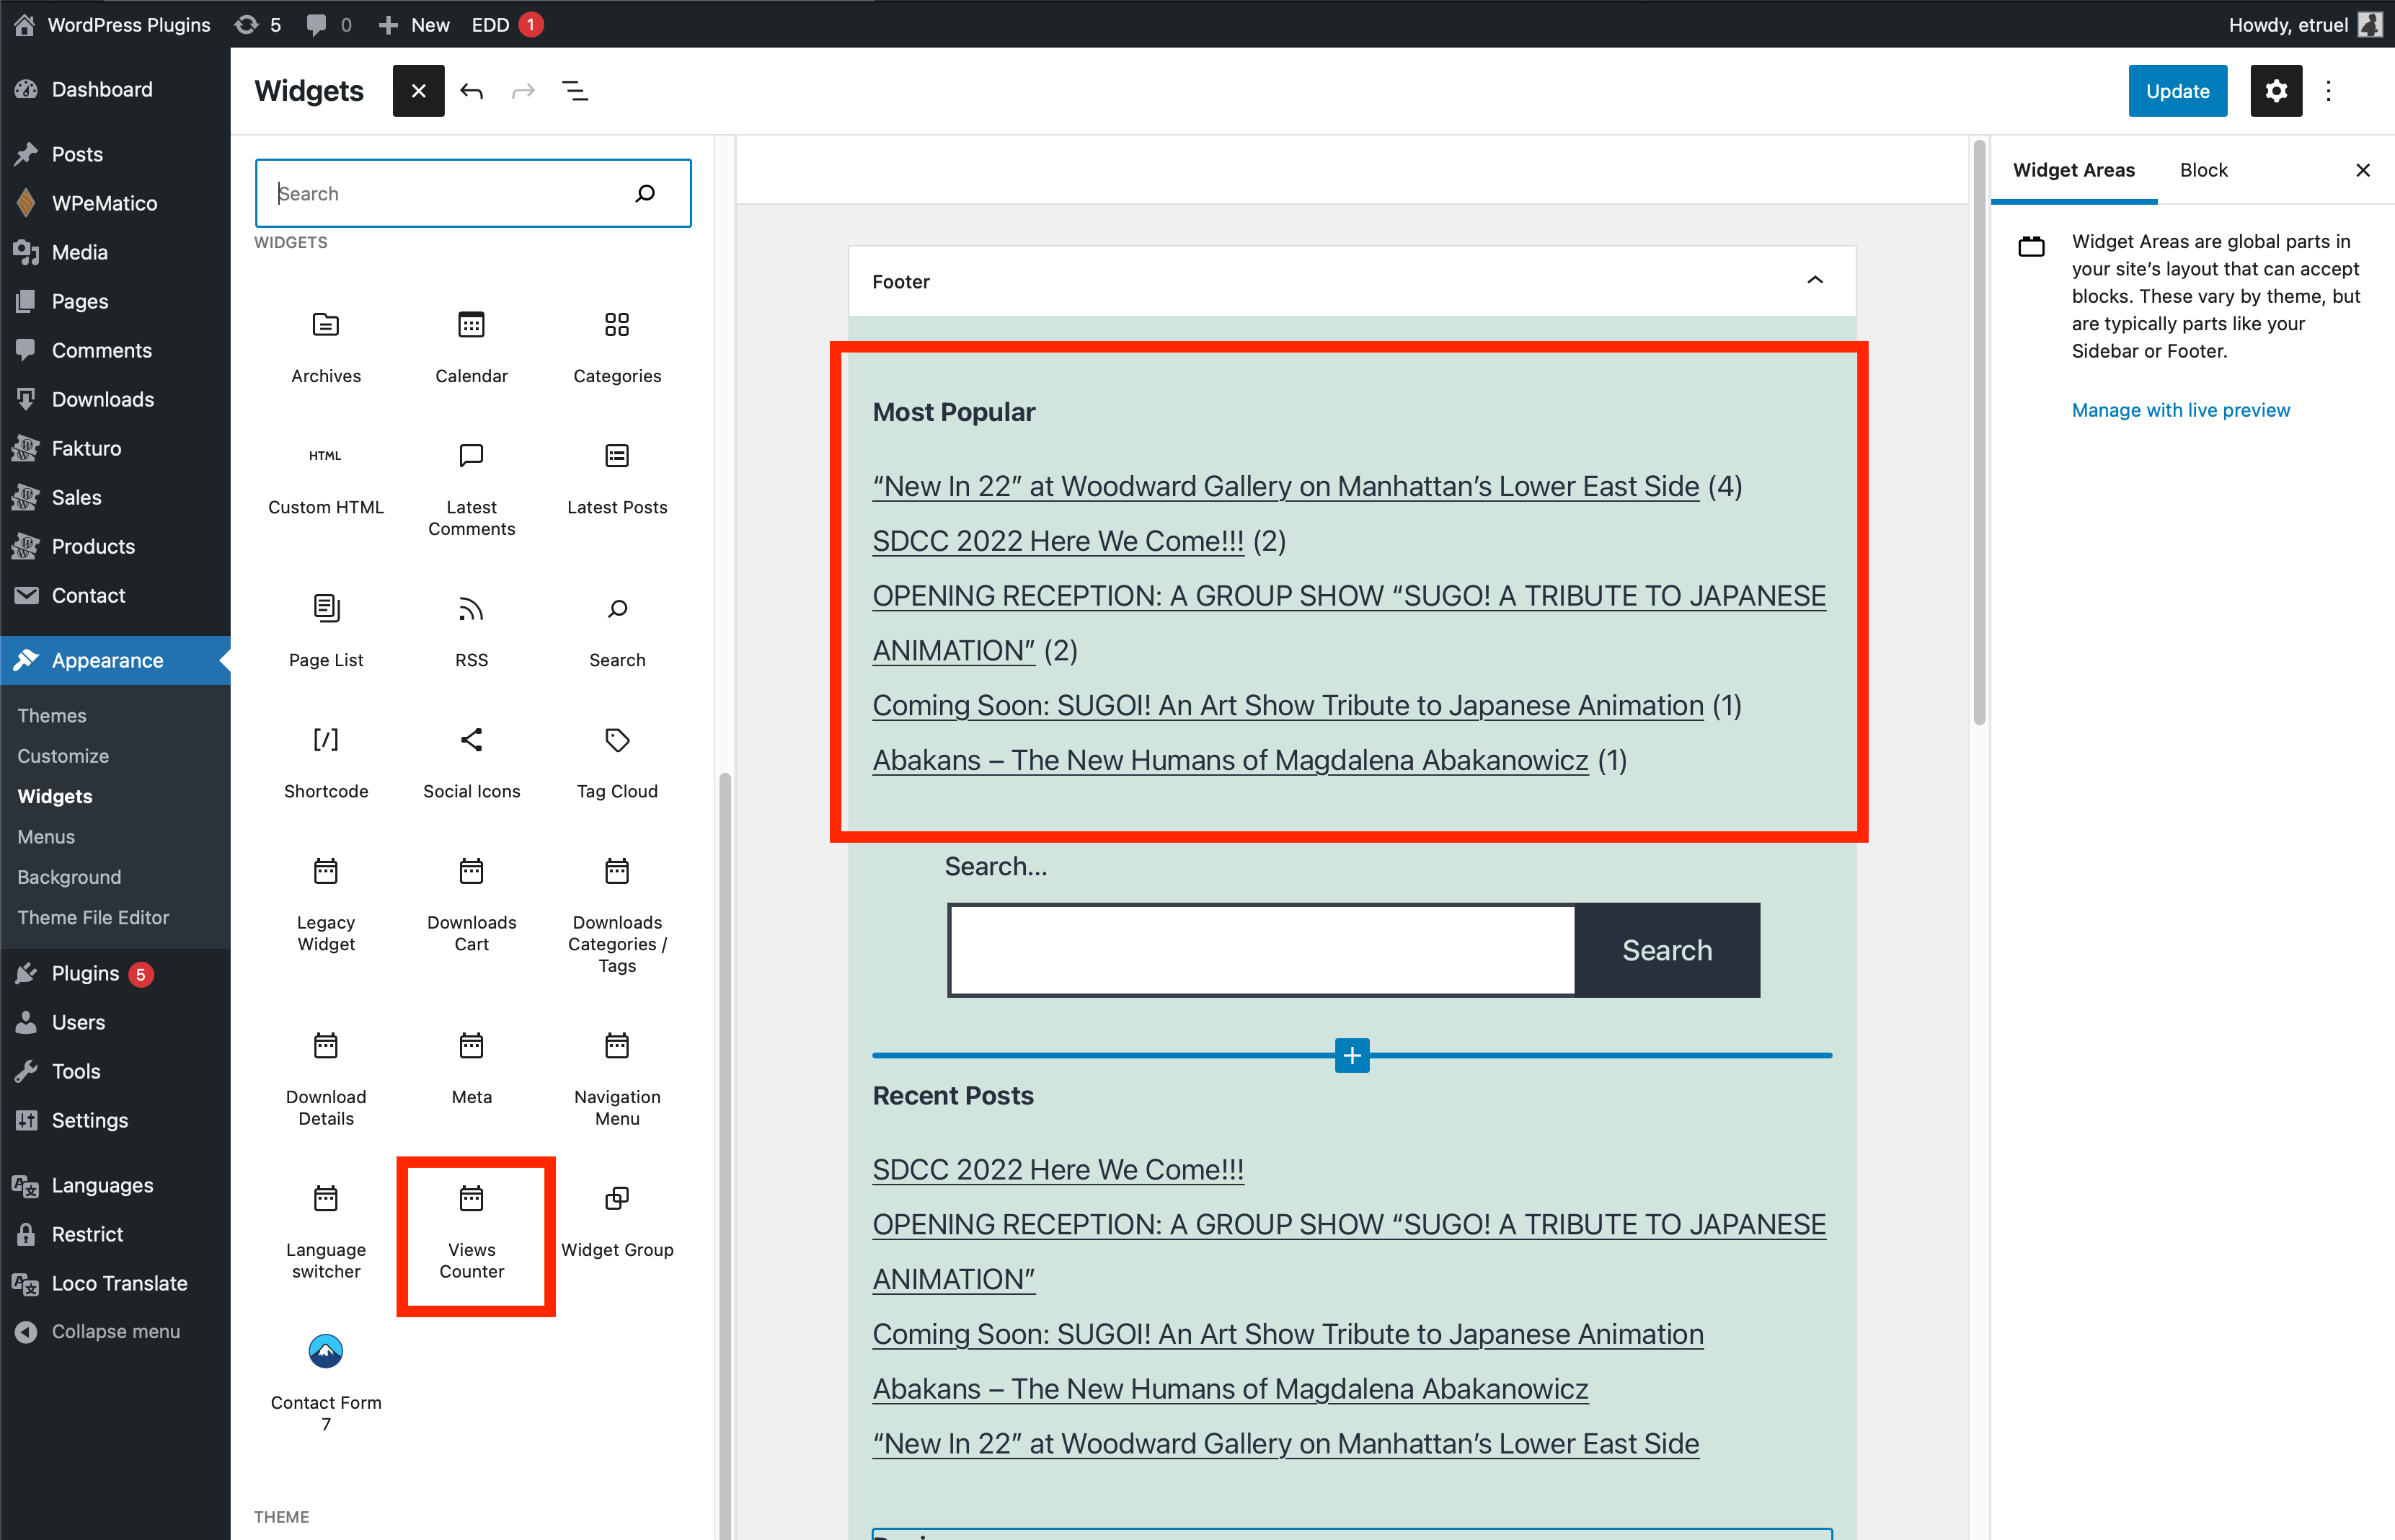 WordPress Plugins 5 0 New EDD 1 Howdy, etruel
Dashboard
Posts
WPeMatico
Media
Pages
Comments
Downloads
Fakturo
Sales
Products
Contact
Appearance
Themes
Customize
Widgets
Menus
Background
Theme File Editor
Plugins 5
Users
Tools
Settings
Languages
Restrict
Loco Translate
Collapse menu
Widgets
Update
Search
WIDGETS
Archives
Calendar
Categories
HTML
Custom HTML
Latest
Comments
Latest Posts
Page List
RSS
Search
[/]
Shortcode
Social Icons
Tag Cloud
Legacy
Widget
Downloads
Cart
Downloads
Categories /
Tags
Download
Details
Meta
Navigation
Menu
Language
switcher
Views
Counter
Widget Group
Contact Form
7
THEME
Footer
Most Popular
“New In 22” at Woodward Gallery on Manhattan’s Lower East Side (4)
SDCC 2022 Here We Come!!! (2)
OPENING RECEPTION: A GROUP SHOW “SUGO! A TRIBUTE TO JAPANESE
ANIMATION” (2)
Coming Soon: SUGOI! An Art Show Tribute to Japanese Animation (1)
Abakans – The New Humans of Magdalena Abakanowicz (1)
Search...
Search
Recent Posts
SDCC 2022 Here We Come!!!
OPENING RECEPTION: A GROUP SHOW “SUGO! A TRIBUTE TO JAPANESE
ANIMATION”
Coming Soon: SUGOI! An Art Show Tribute to Japanese Animation
Abakans – The New Humans of Magdalena Abakanowicz
“New In 22” at Woodward Gallery on Manhattan’s Lower East Side
Widget Areas
Block
Widget Areas are global parts in
your site’s layout that can accept
blocks. These vary by theme, but
are typically parts like your
Sidebar or Footer.
Manage with live preview